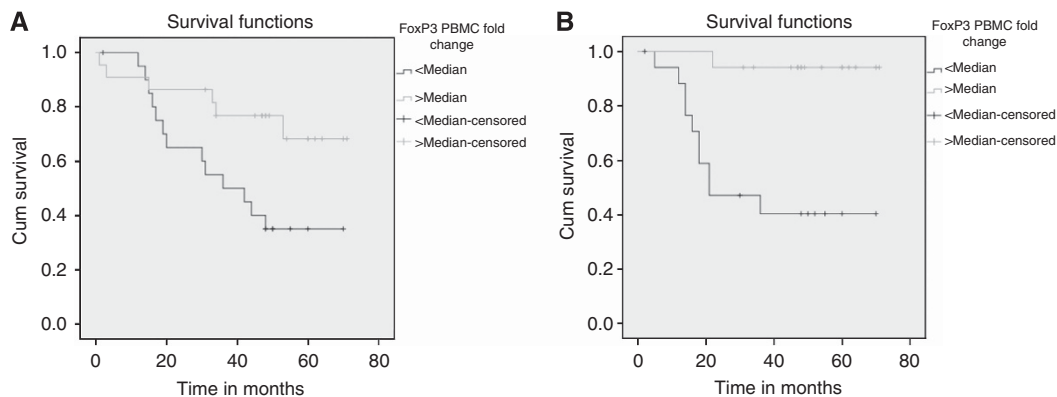 A
Survival functions
FoxP3 PBMC fold
change
<Median
>Median
<Median-censored
>Median-censored
Cum survival
1.0
0.8
0.6
0.4
0.2
0.0
0
20
40
60
80
Time in months
B
Survival functions
FoxP3 PBMC fold
change
<Median
>Median
<Median-censored
>Median-censored
Cum survival
1.0
0.8
0.6
0.4
0.2
0.0
0
20
40
60
80
Time in months